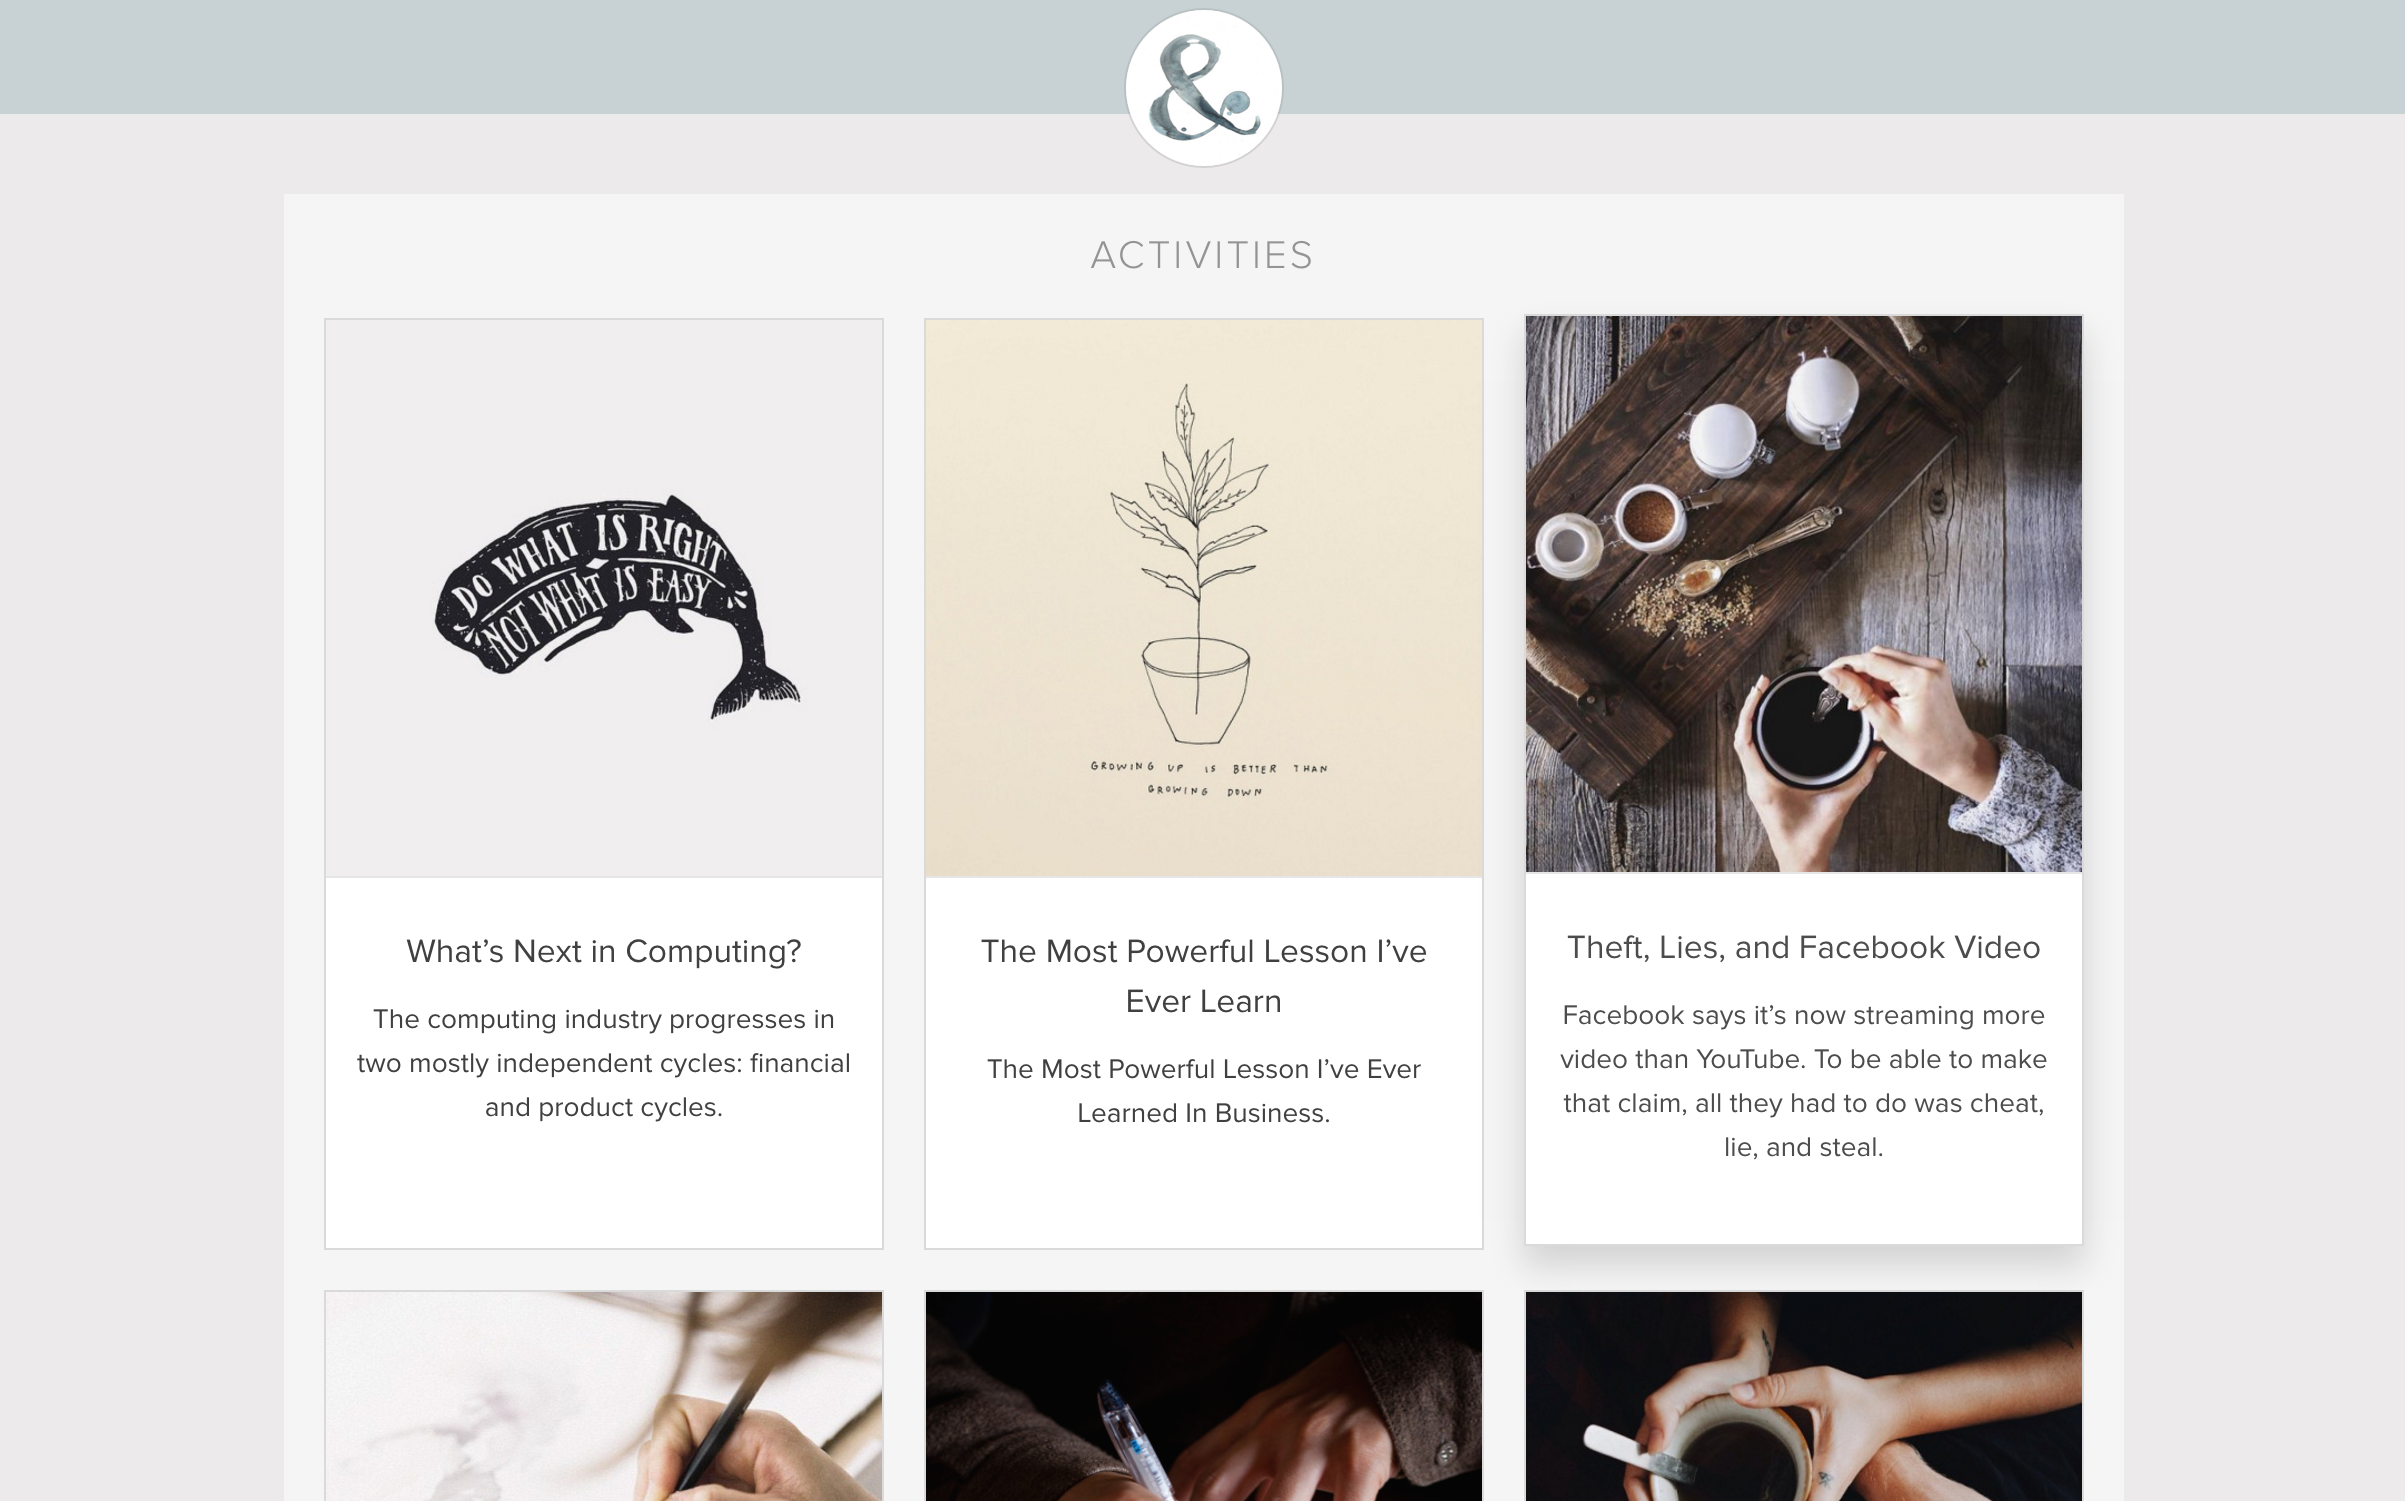 &
ACTIVITIES
DO WHAT IS RIGHT
NOT WHAT IS EASY
GROWING UP IS BETTER THAN
GROWING DOWN
What’s Next in Computing?
The computing industry progresses in
two mostly independent cycles: financial
and product cycles.
The Most Powerful Lesson I’ve
Ever Learn
The Most Powerful Lesson I’ve Ever
Learned In Business.
Theft, Lies, and Facebook Video
Facebook says it’s now streaming more
video than YouTube. To be able to make
that claim, all they had to do was cheat,
lie, and steal.